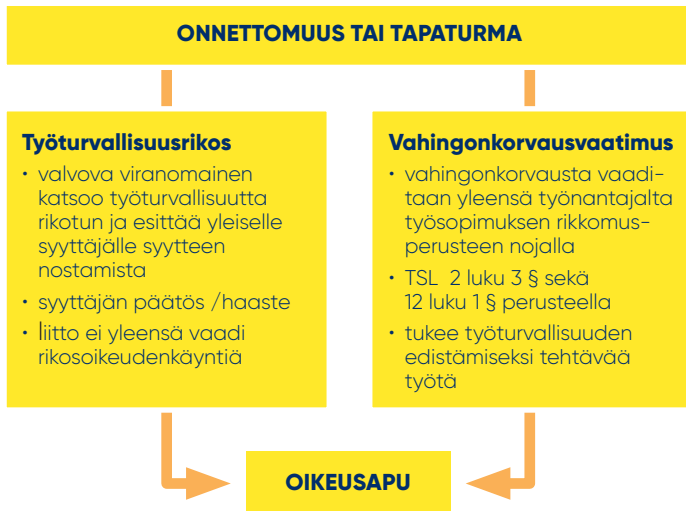 ONNETTOMUUS TAI TAPATURMA
Työturvallisuusrikos
• valvova viranomainen
katsoo työturvallisuutta
rikotun ja esittää yleiselle
syyttäjälle syytteen
nostamista
• syyttäjän päätös /haaste
• liitto ei yleensä vaadi
rikosoikeudenkäyntiä
Vahingonkorvausvaatimus
• vahingonkorvausta vaadi-
taan yleensä työnantajalta
työsopimuksen rikkomus-
perusteen nojalla
• TSL 2 luku 3 § sekä
12 luku 1 § perusteella
• tukee työturvallisuuden
edistämiseksi tehtävää
työtä
OIKEUSAPU